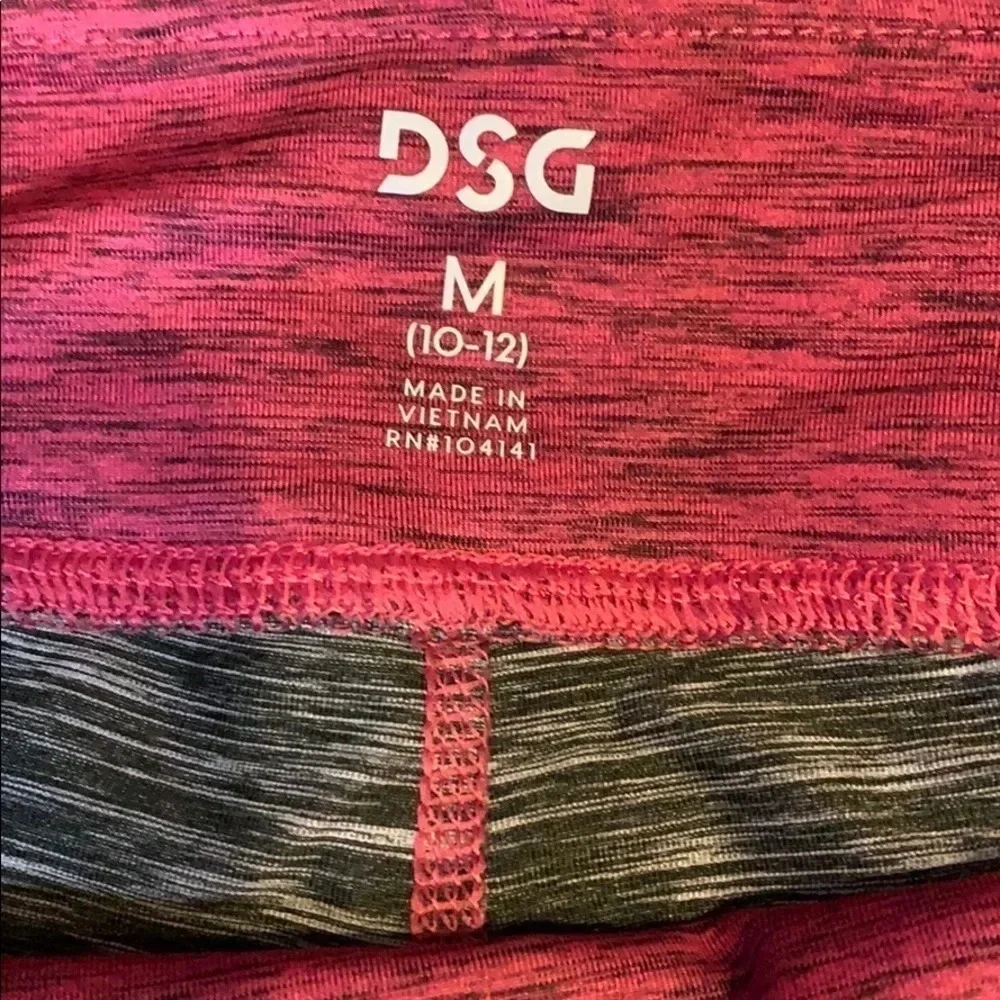 DSG
M
(10-12)
MADE IN
VIETNAM
RN#104141